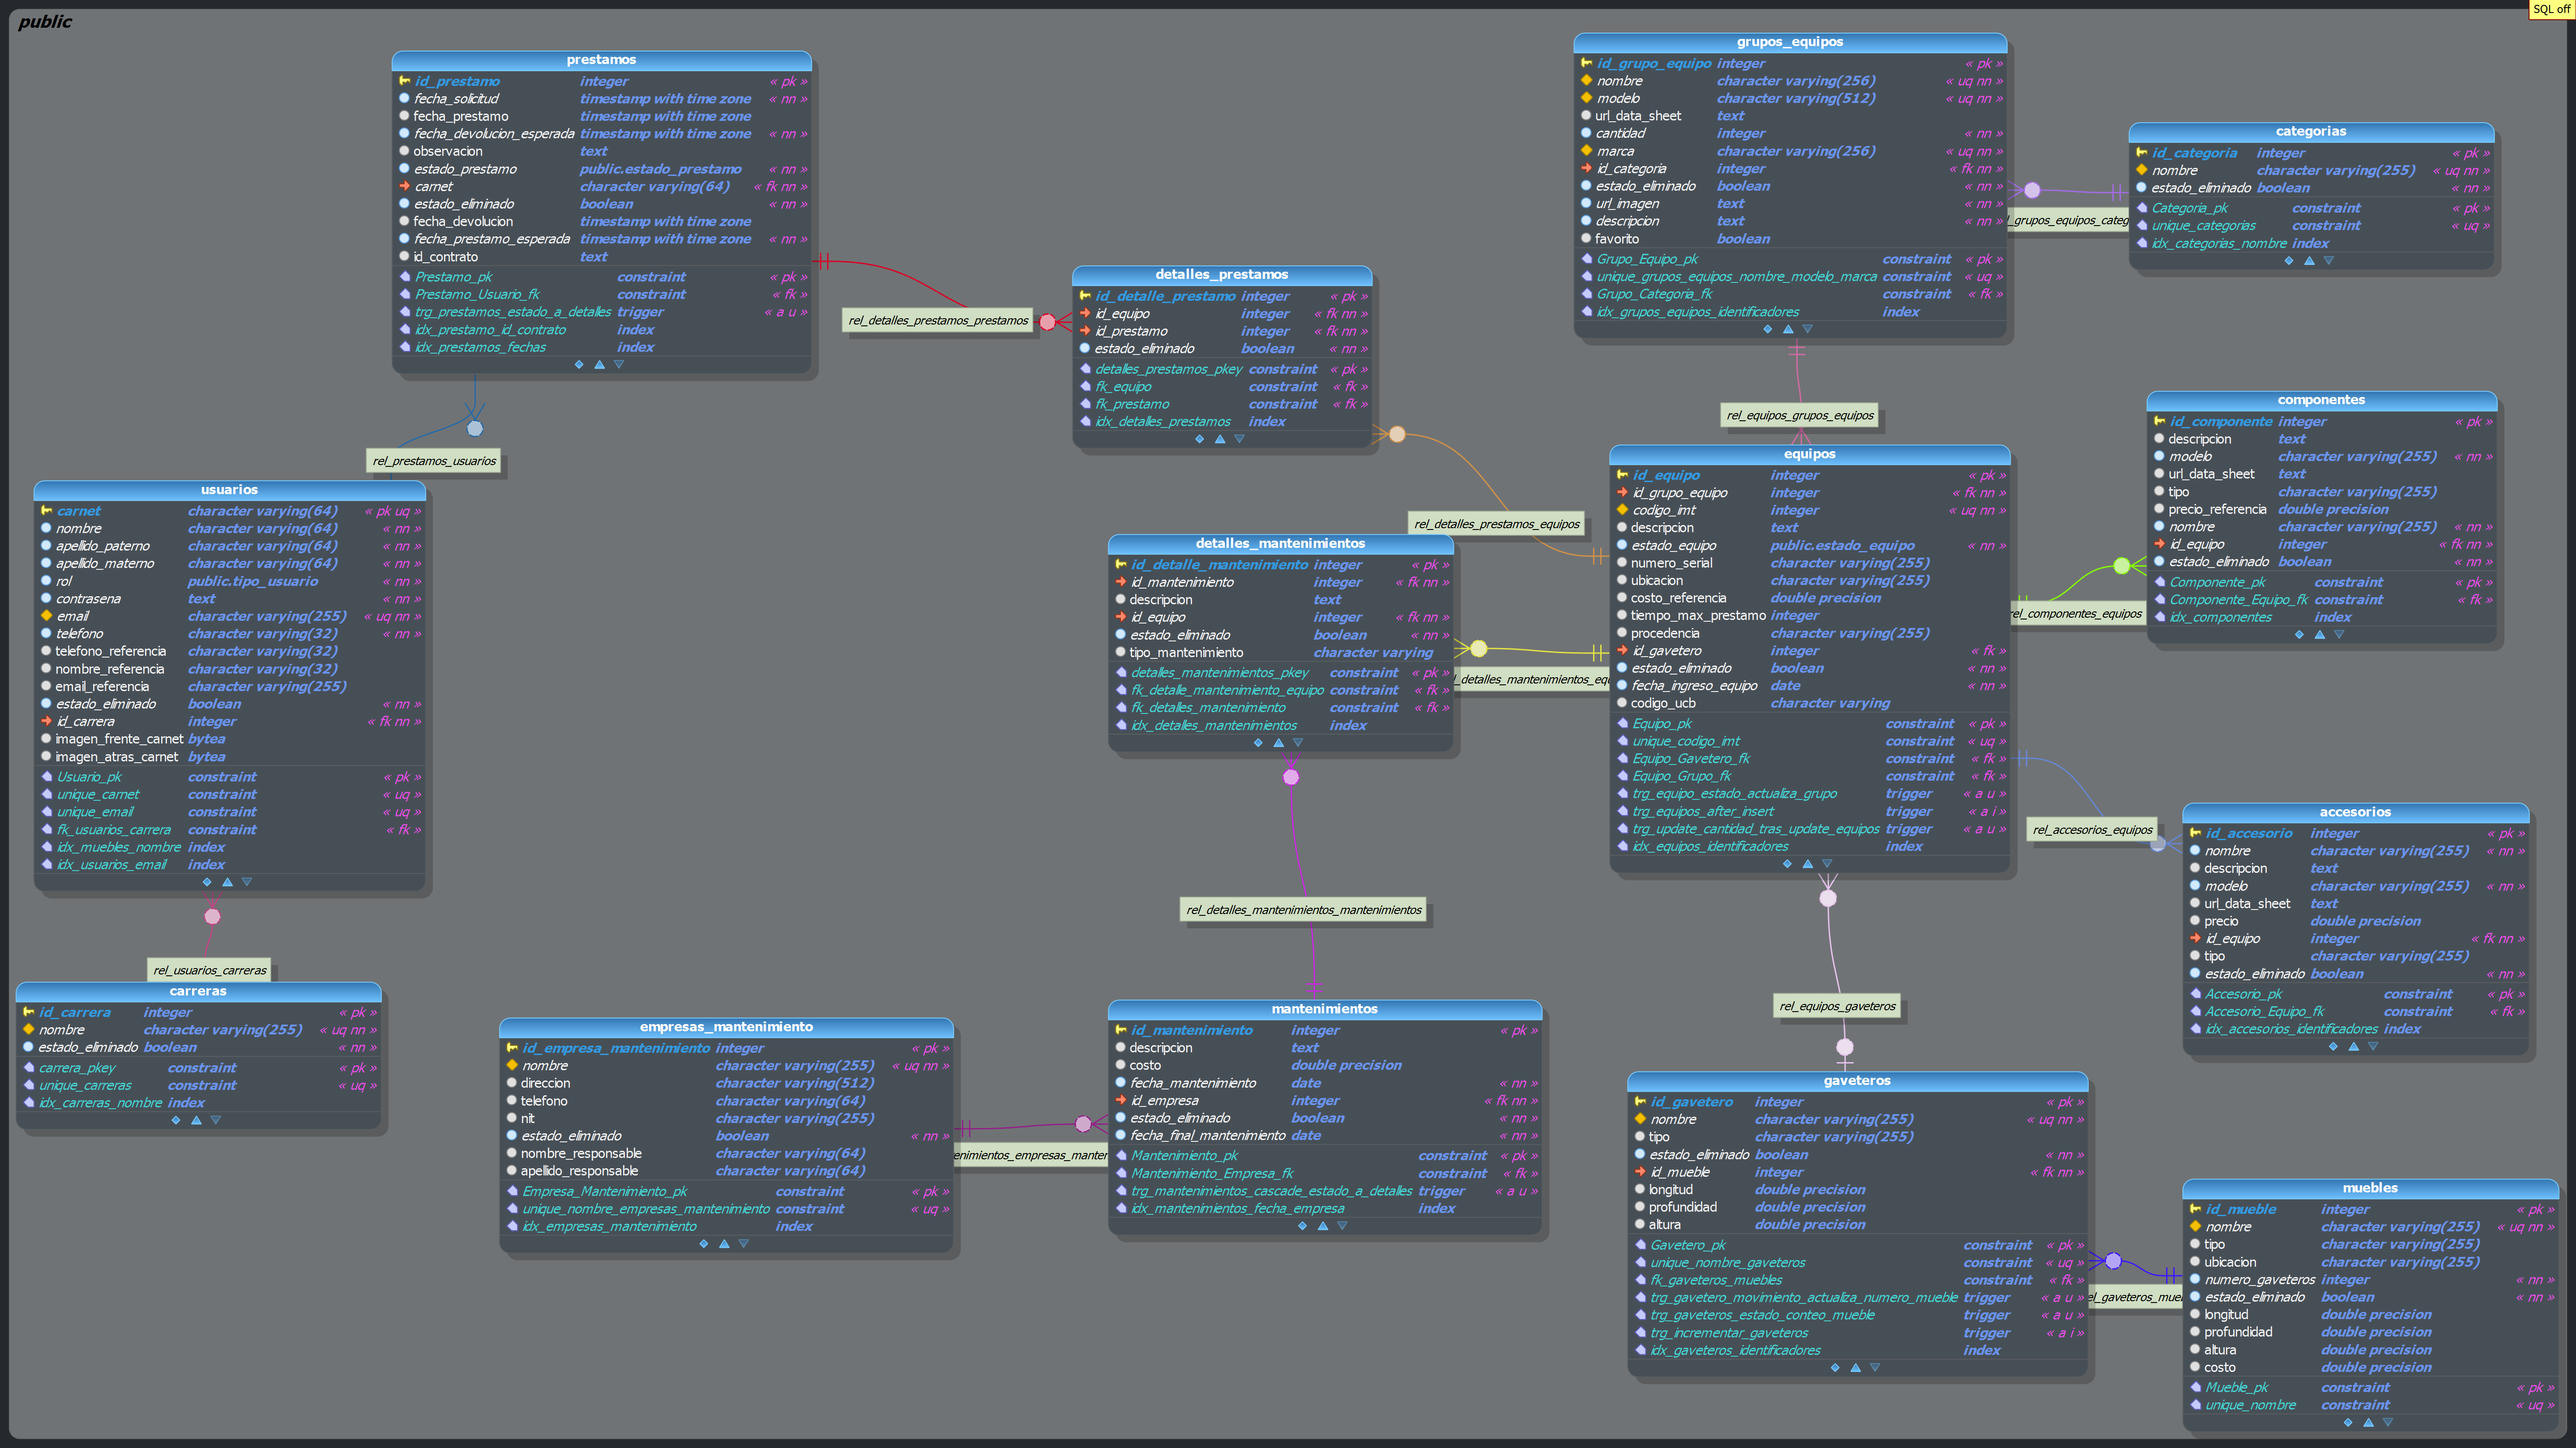 public
SQL off
prestamos
id_prestamo integer « pk »
fecha_solicitud timestamp with time zone « nn »
fecha_prestamo timestamp with time zone
fecha_devolucion_esperada timestamp with time zone « nn »
observacion text
estado_prestamo public.estado_prestamo « nn »
carnet character varying(64) « fk nn »
estado_eliminado boolean « nn »
fecha_devolucion timestamp with time zone
fecha_prestamo_esperada timestamp with time zone « nn »
id_contrato text
Prestamo_pk constraint « pk »
Prestamo_Usuario_fk constraint « fk »
trg_prestamos_estado_a_detalles trigger « a u »
idx_prestamo_id_contrato index
idx_prestamos_fechas index
grupos_equipos
id_grupo_equipo integer « pk »
nombre character varying(256) « uq nn »
modelo character varying(512) « uq nn »
url_data_sheet text
cantidad integer « nn »
marca character varying(256) « uq nn »
id_categoria integer « fk nn »
estado_eliminado boolean « nn »
url_imagen text « nn »
descripcion text « nn »
favorito boolean
Grupo_Equipo_pk constraint « pk »
unique_grupos_equipos_nombre_modelo_marca constraint « uq »
Grupo_Categoria_fk constraint « fk »
idx_grupos_equipos_identificadores index
l_grupos_equipos_categ
categorias
id_categoria integer « pk »
nombre character varying(255) « uq nn »
estado_eliminado boolean « nn »
Categoria_pk constraint « pk »
unique_categorias constraint « uq »
idx_categorias_nombre index
rel_detalles_prestamos_prestamos
detalles_prestamos
id_detalle_prestamo integer « pk »
id_equipo integer « fk nn »
id_prestamo integer « fk nn »
estado_eliminado boolean « nn »
detalles_prestamos_pkey constraint « pk »
fk_equipo constraint « fk »
fk_prestamo constraint « fk »
idx_detalles_prestamos index
rel_equipos_grupos_equipos
rel_prestamos_usuarios
rel_detalles_prestamos_equipos
usuarios
carnet character varying(64) « pk uq »
nombre character varying(64) « nn »
apellido_paterno character varying(64) « nn »
apellido_materno character varying(64) « nn »
rol public.tipo_usuario « nn »
contrasena text « nn »
email character varying(255) « uq nn »
telefono character varying(32) « nn »
telefono_referencia character varying(32)
nombre_referencia character varying(32)
email_referencia character varying(255)
estado_eliminado boolean « nn »
id_carrera integer « fk nn »
imagen_frente_carnet bytea
imagen_atras_carnet bytea
Usuario_pk constraint « pk »
unique_carnet constraint « uq »
unique_email constraint « uq »
fk_usuarios_carrera constraint « fk »
idx_muebles_nombre index
idx_usuarios_email index
detalles_mantenimientos
id_detalle_mantenimiento integer « pk »
id_mantenimiento integer « fk nn »
descripcion text
id_equipo integer « fk nn »
estado_eliminado boolean « nn »
tipo_mantenimiento character varying
detalles_mantenimientos_pkey constraint « pk »
fk_detalle_mantenimiento_equipo constraint « fk »
fk_detalles_mantenimiento constraint « fk »
idx_detalles_mantenimientos index
l_detalles_mantenimientos_equ
equipos
id_equipo integer « pk »
id_grupo_equipo integer « fk nn »
codigo_imt integer « uq nn »
descripcion text
estado_equipo public.estado_equipo « nn »
numero_serial character varying(255)
ubicacion character varying(255)
costo_referencia double precision
tiempo_max_prestamo integer
procedencia character varying(255)
id_gavetero integer « fk »
estado_eliminado boolean « nn »
fecha_ingreso_equipo date « nn »
codigo_ucb character varying
Equipo_pk constraint « pk »
unique_codigo_imt constraint « uq »
Equipo_Gavetero_fk constraint « fk »
Equipo_Grupo_fk constraint « fk »
trg_equipo_estado_actualiza_grupo trigger « a u »
trg_equipos_after_insert trigger « a i »
trg_update_cantidad_tras_update_equipos trigger « a u »
idx_equipos_identificadores index
componentes
id_componente integer « pk »
descripcion text
modelo character varying(255) « nn »
url_data_sheet text
tipo character varying(255)
precio_referencia double precision
nombre character varying(255) « nn »
id_equipo integer « fk nn »
estado_eliminado boolean « nn »
Componente_pk constraint « pk »
Componente_Equipo_fk constraint « fk »
idx_componentes index
rel_componentes_equipos
rel_accesorios_equipos
accesorios
id_accesorio integer « pk »
nombre character varying(255) « nn »
descripcion text
modelo character varying(255) « nn »
url_data_sheet text
precio double precision
id_equipo integer « fk nn »
tipo character varying(255)
estado_eliminado boolean « nn »
Accesorio_pk constraint « pk »
Accesorio_Equipo_fk constraint « fk »
idx_accesorios_identificadores index
rel_detalles_mantenimientos_mantenimientos
rel_usuarios_carreras
rel_equipos_gaveteros
carreras
id_carrera integer « pk »
nombre character varying(255) « uq nn »
estado_eliminado boolean « nn »
carrera_pkey constraint « pk »
unique_carreras constraint « uq »
idx_carreras_nombre index
empresas_mantenimiento
id_empresa_mantenimiento integer « pk »
nombre character varying(255) « uq nn »
direccion character varying(512)
telefono character varying(64)
nit character varying(255)
estado_eliminado boolean « nn »
nombre_responsable character varying(64)
apellido_responsable character varying(64)
Empresa_Mantenimiento_pk constraint « pk »
unique_nombre_empresas_mantenimiento constraint « uq »
idx_empresas_mantenimiento index
enimientos_empresas_manter
mantenimientos
id_mantenimiento integer « pk »
descripcion text
costo double precision
fecha_mantenimiento date « nn »
id_empresa integer « fk nn »
estado_eliminado boolean « nn »
fecha_final_mantenimiento date « nn »
Mantenimiento_pk constraint « pk »
Mantenimiento_Empresa_fk constraint « fk »
trg_mantenimientos_cascade_estado_a_detalles trigger « a u »
idx_mantenimientos_fecha_empresa index
gaveteros
id_gavetero integer « pk »
nombre character varying(255) « uq nn »
tipo character varying(255)
estado_eliminado boolean « nn »
id_mueble integer « fk nn »
longitud double precision
profundidad double precision
altura double precision
Gavetero_pk constraint « pk »
unique_nombre_gaveteros constraint « uq »
fk_gaveteros_muebles constraint « fk »
trg_gavetero_movimiento_actualiza_numero_mueble trigger « a u »
trg_gaveteros_estado_conteo_mueble trigger « a u »
trg_incrementar_gaveteros trigger « a i »
idx_gaveteros_identificadores index
el_gaveteros_muel
muebles
id_mueble integer « pk »
nombre character varying(255) « uq nn »
tipo character varying(255)
ubicacion character varying(255)
numero_gaveteros integer « nn »
estado_eliminado boolean « nn »
longitud double precision
profundidad double precision
altura double precision
costo double precision
Mueble_pk constraint « pk »
unique_nombre constraint « uq »